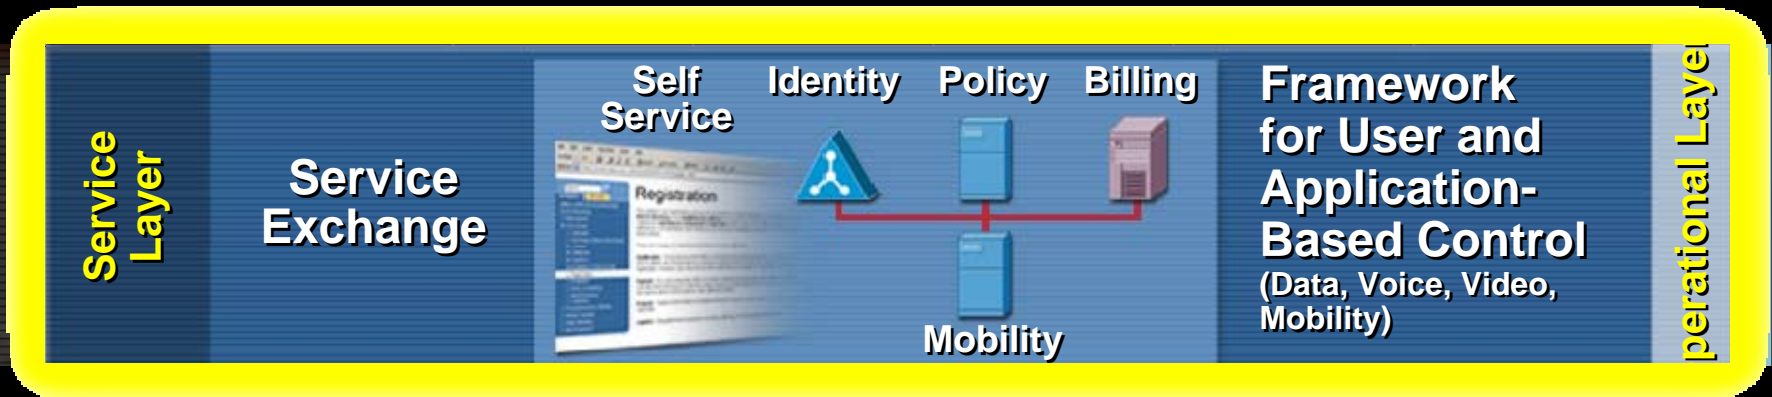 Service
Layer
Service
Exchange
Self
Service
Identity
Policy
Billing
Registration
Mobility
Framework
for User and
Application-
Based Control
(Data, Voice, Video,
Mobility)
perational Layer